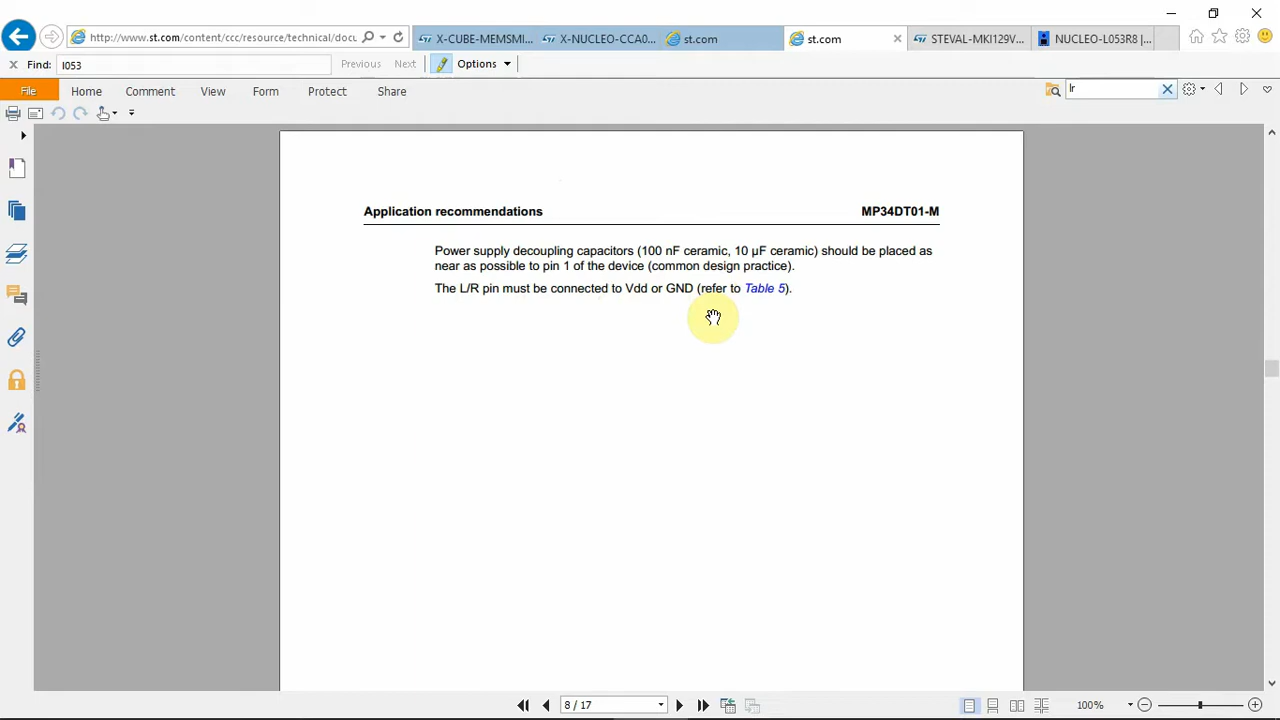 http://www.st.com/content/ccc/resource/technical/docu
X-CUBE-MEMSMI...
X-NUCLEO-CCA0...
st.com
st.com
STEVAL-MKI129V...
NUCLEO-L053R8 |...
Find: l053
Previous Next Options
File Home Comment View Form Protect Share
lr
Application recommendations MP34DT01-M
Power supply decoupling capacitors (100 nF ceramic, 10 μF ceramic) should be placed as
near as possible to pin 1 of the device (common design practice).
The L/R pin must be connected to Vdd or GND (refer to Table 5).
8 / 17
100%